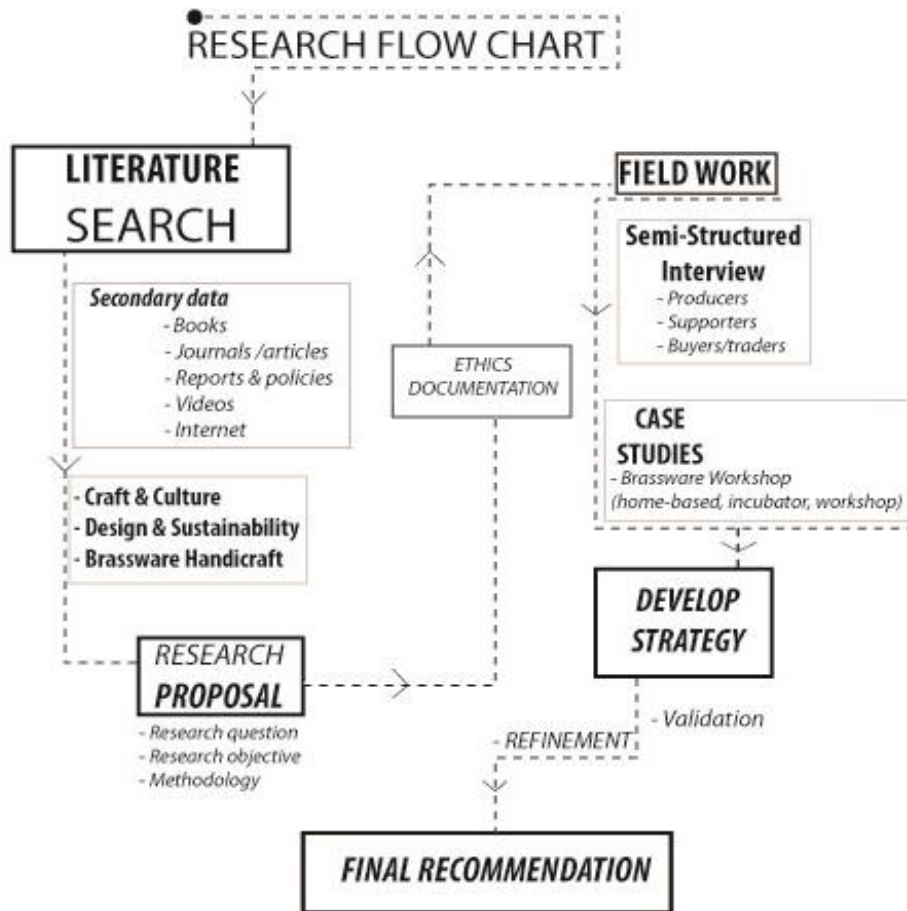 RESEARCH FLOW CHART
LITERATURE
SEARCH
Secondary data
- Books
- Journals /articles
- Reports & policies
- Videos
- Internet
- Craft & Culture
- Design & Sustainability
- Brassware Handicraft
RESEARCH
PROPOSAL
- Research question
- Research objective
- Methodology
ETHICS
DOCUMENTATION
FIELD WORK
Semi-Structured
Interview
- Producers
- Supporters
- Buyers/traders
CASE
STUDIES
- Brassware Workshop
(home-based, incubator, workshop)
DEVELOP
STRATEGY
- Validation
- REFINEMENT
FINAL RECOMMENDATION